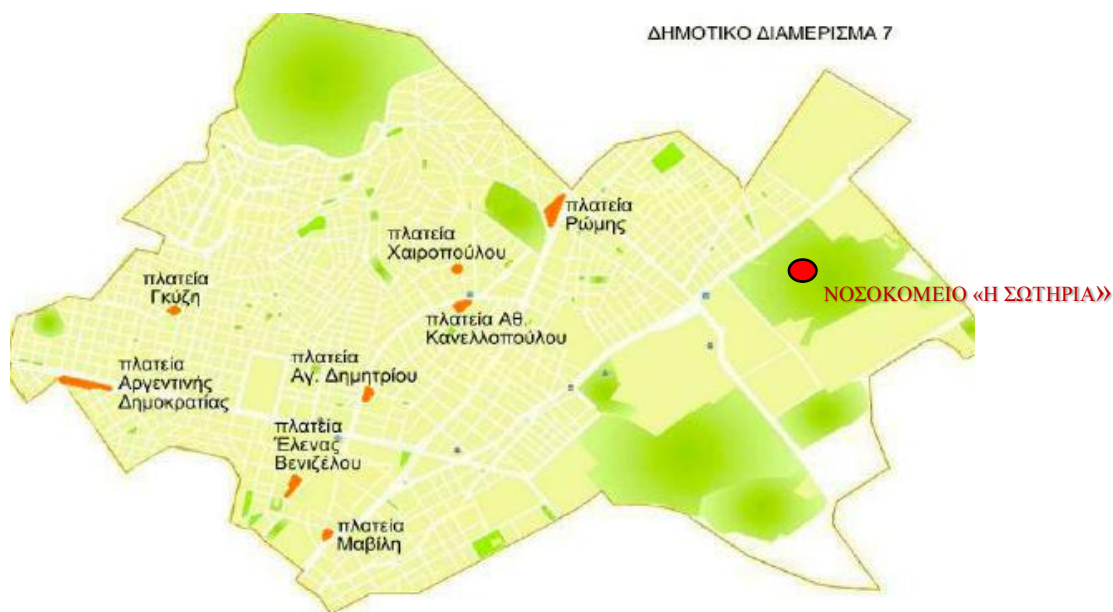 ΔΗΜΟΤΙΚΟ ΔΙΑΜΕΡΙΣΜΑ 7
πλατεία
Ρώμης
πλατεία
Χαιροπούλου
πλατεία
Γκύζη
ΝΟΣΟΚΟΜΕΙΟ «Η ΣΩΤΗΡΙΑ»
πλατεία Αθ.
Κανελλοπούλου
πλατεία
Αγ. Δημητρίου
πλατεία
Αργεντινής
Δημοκρατίας
πλατεία
Έλενας
Βενιζέλου
πλατεία
Μαβίλη